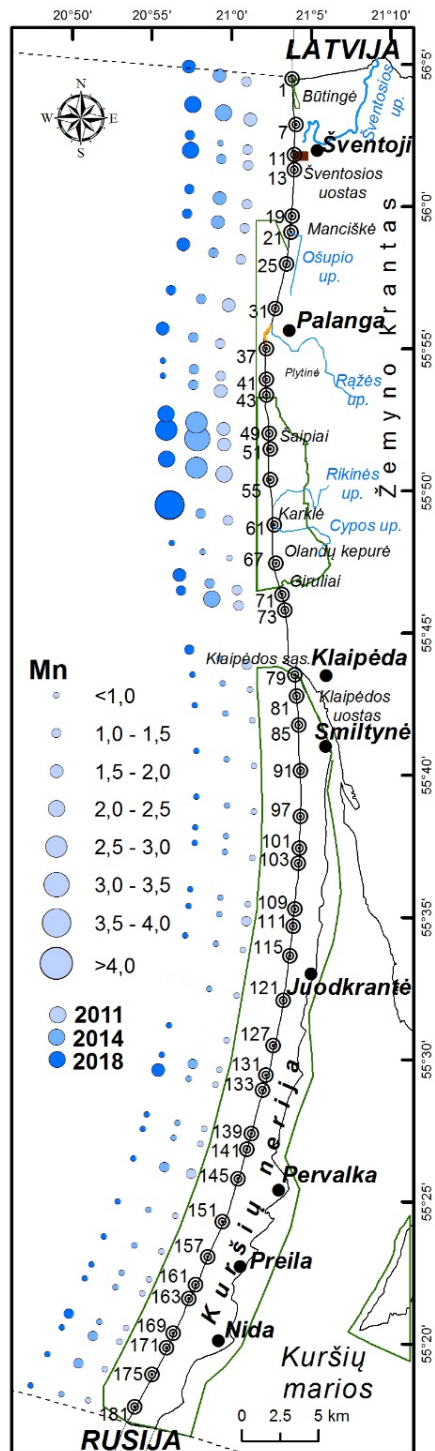 20°55' 20°55' 21°0' 21°5' 21°10'
LATVIJA
56°5'
N
W E
S
1
Būtingė
Šventosios up.
7
11
Šventoji
13
Šventosios
uostas
56°0'
19
Manciškė
21
Ošupio
up.
25
31
Palanga
55°55'
37
Plytinė
Rąžės
up.
41
43
Žemyno Krantas
49
Šaipiai
51
55
Rikinės
up.
55°50'
Karklė
61
Cypos up.
67
Olandų kepurė
Giruliai
71
73
55°45'
Klaipėdos sąs.
Klaipėda
79
Klaipėdos
uostas
81
Smiltynė
85
91
55°40'
97
101
103
109
55°35'
111
115
Juodkrantė
121
127
55°30'
131
133
139
141
145
Pervalka
55°25'
151
157
Preila
161
163
Kuršių nerija
169
Nida
171
55°20'
175
Kuršių
marios
181
RUSIJA
0 2.5 5 km
Mn
<1,0
1,0 - 1,5
1,5 - 2,0
2,0 - 2,5
2,5 - 3,0
3,0 - 3,5
3,5 - 4,0
>4,0
2011
2014
2018